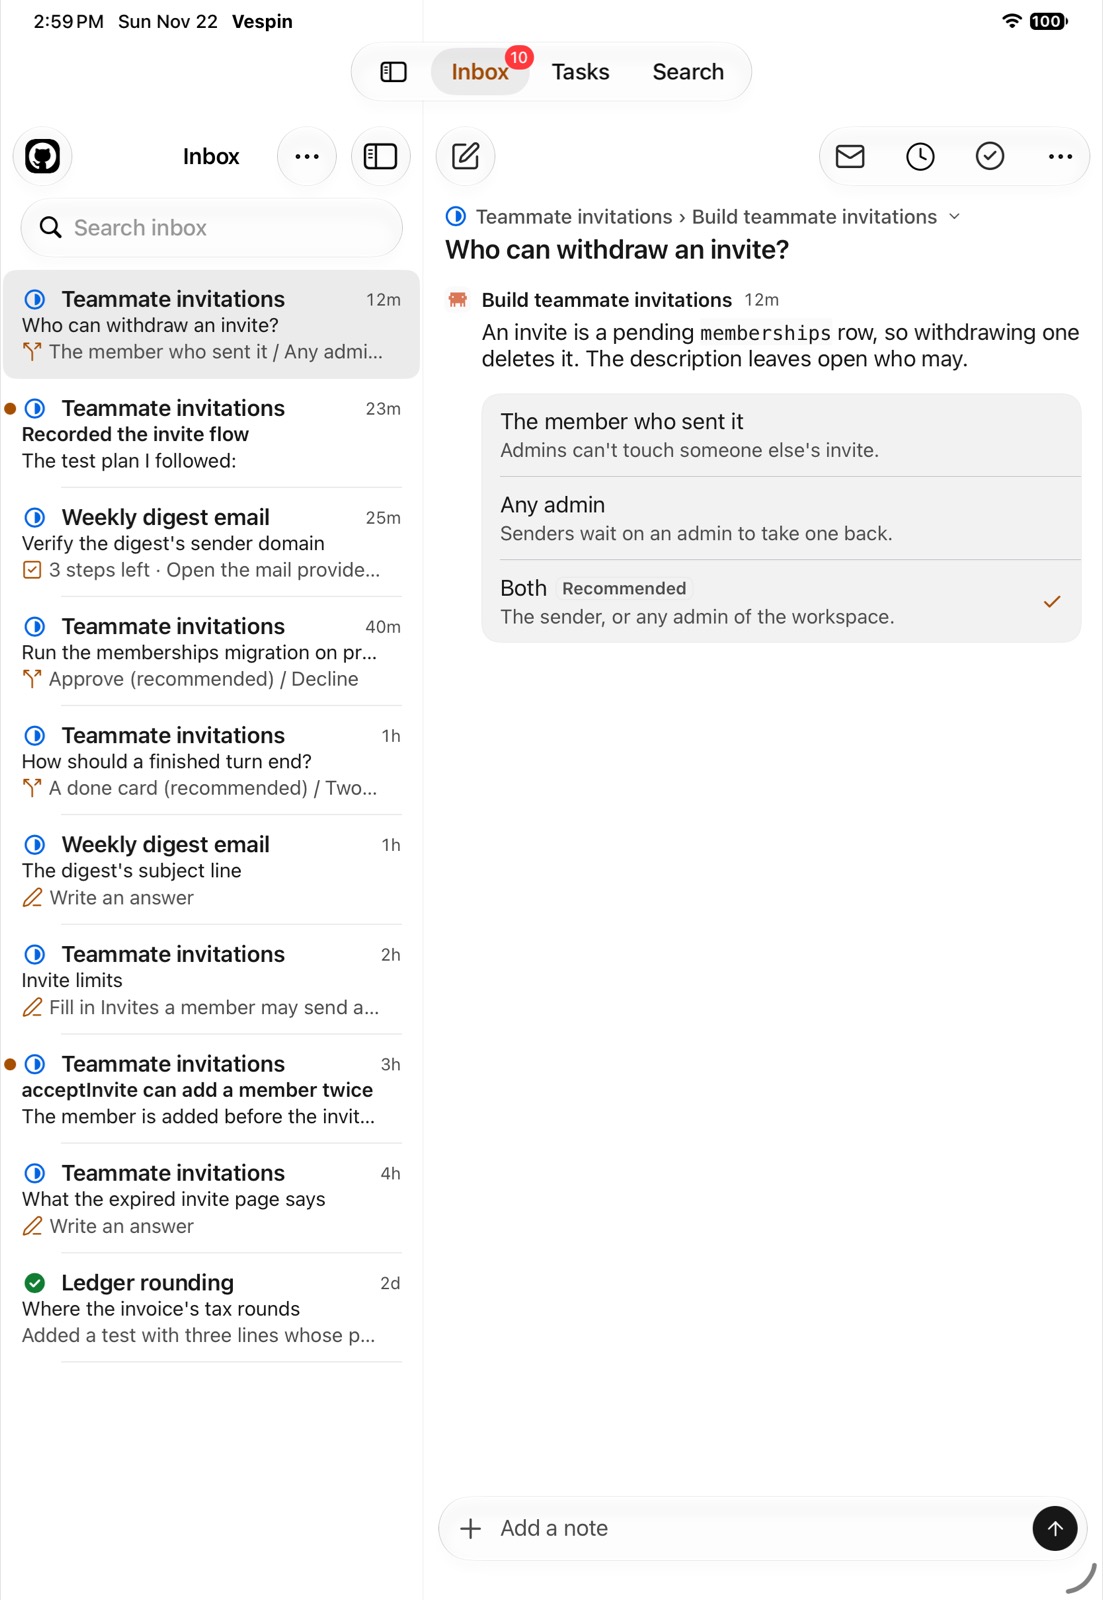 2:59 PM Sun Nov 22 Vespin
100
Inbox 10 Tasks Search
Inbox
Search inbox
Teammate invitations 12m
Who can withdraw an invite?
The member who sent it / Any admi...
Teammate invitations 23m
Recorded the invite flow
The test plan I followed:
Weekly digest email 25m
Verify the digest's sender domain
3 steps left · Open the mail provide...
Teammate invitations 40m
Run the memberships migration on pr...
Approve (recommended) / Decline
Teammate invitations 1h
How should a finished turn end?
A done card (recommended) / Two...
Weekly digest email 1h
The digest's subject line
Write an answer
Teammate invitations 2h
Invite limits
Fill in Invites a member may send a...
Teammate invitations 3h
acceptInvite can add a member twice
The member is added before the invit...
Teammate invitations 4h
What the expired invite page says
Write an answer
Ledger rounding 2d
Where the invoice's tax rounds
Added a test with three lines whose p...
Teammate invitations › Build teammate invitations
Who can withdraw an invite?
Build teammate invitations 12m
An invite is a pending memberships row, so withdrawing one
deletes it. The description leaves open who may.
The member who sent it
Admins can't touch someone else's invite.
Any admin
Senders wait on an admin to take one back.
Both Recommended
The sender, or any admin of the workspace.
Add a note